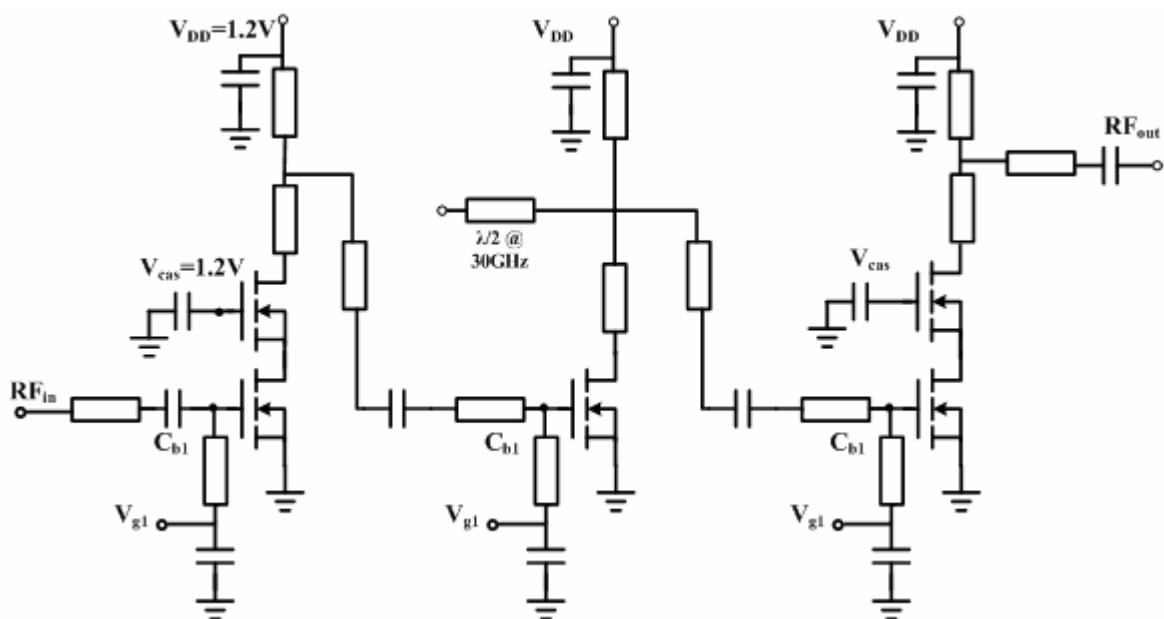 V_DD=1.2V
V_DD
V_DD
RF_out
λ/2 @
30GHz
V_cas=1.2V
V_cas
RF_in
C_b1
C_b1
C_b1
V_g1
V_g1
V_g1